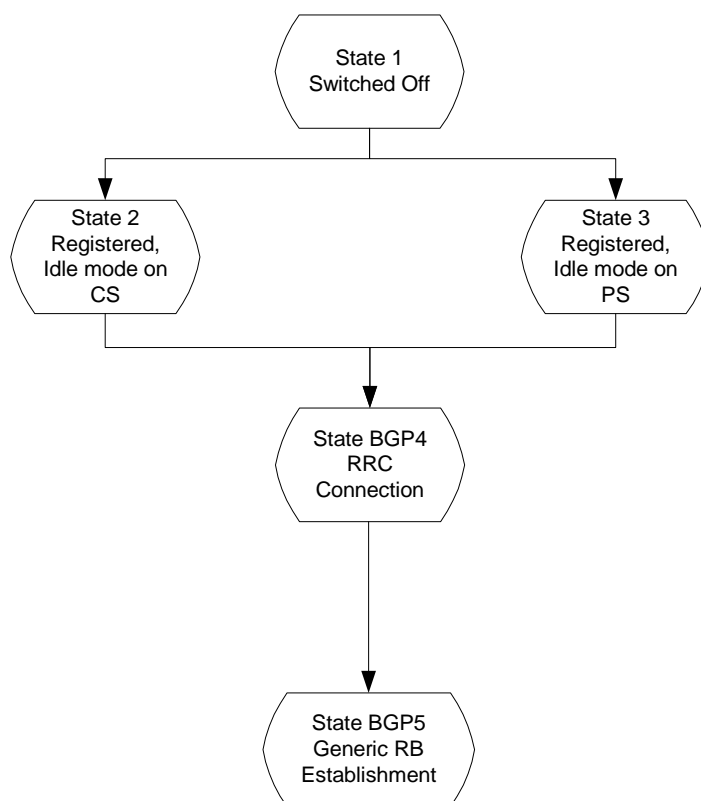 State 1
Switched Off
State 2
Registered,
Idle mode on
CS
State 3
Registered,
Idle mode on
PS
State BGP4
RRC
Connection
State BGP5
Generic RB
Establishment